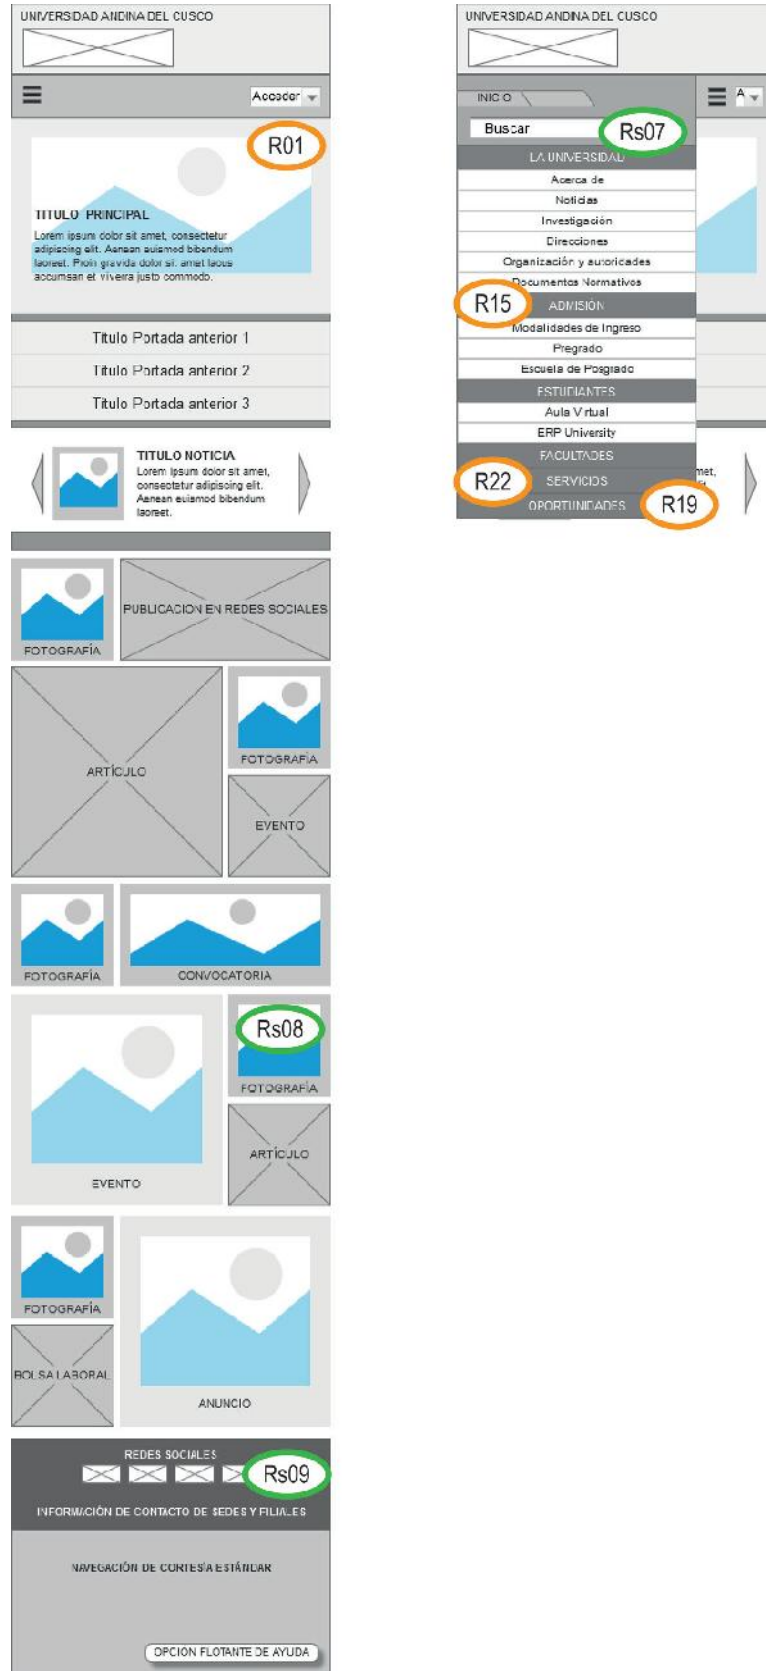 UNIVERSIDAD ANDINA DEL CUSCO
Acceder
R01
TITULO PRINCIPAL
Lorem ipsum dolor sit amet, consectetur
adipiscing elit. Aenean euismod bibendum
laoreet. Proin gravida dolor sit amet lacus
accumsan et viverra justo commodo.
Titulo Portada anterior 1
Titulo Portada anterior 2
Titulo Portada anterior 3
TITULO NOTICIA
Lorem ipsum dolor sit amet,
consectetur adipiscing elit.
Aenean euismod bibendum
laoreet.
FOTOGRAFÍA
PUBLICACION EN REDES SOCIALES
ARTÍCULO
FOTOGRAFÍA
EVENTO
FOTOGRAFÍA
CONVOCATORIA
EVENTO
Rs08
FOTOGRAFÍA
ARTÍCULO
FOTOGRAFÍA
BOLSA LABORAL
ANUNCIO
REDES SOCIALES
Rs09
INFORMACIÓN DE CONTACTO DE SEDES Y FILIALES
NAVEGACIÓN DE CORTESÍA ESTÁNDAR
OPCION FLOTANTE DE AYUDA
UNIVERSIDAD ANDINA DEL CUSCO
INICIO
A
Buscar
Rs07
LA UNIVERSIDAD
Acerca de
Noticias
Investigación
Direcciones
Organización y autoridades
Documentos Normativos
R15
ADMISIÓN
Modalidades de Ingreso
Pregrado
Escuela de Posgrado
ESTUDIANTES
Aula Virtual
ERP University
FACULTADES
R22
SERVICIOS
OPORTUNIDADES
R19
met,